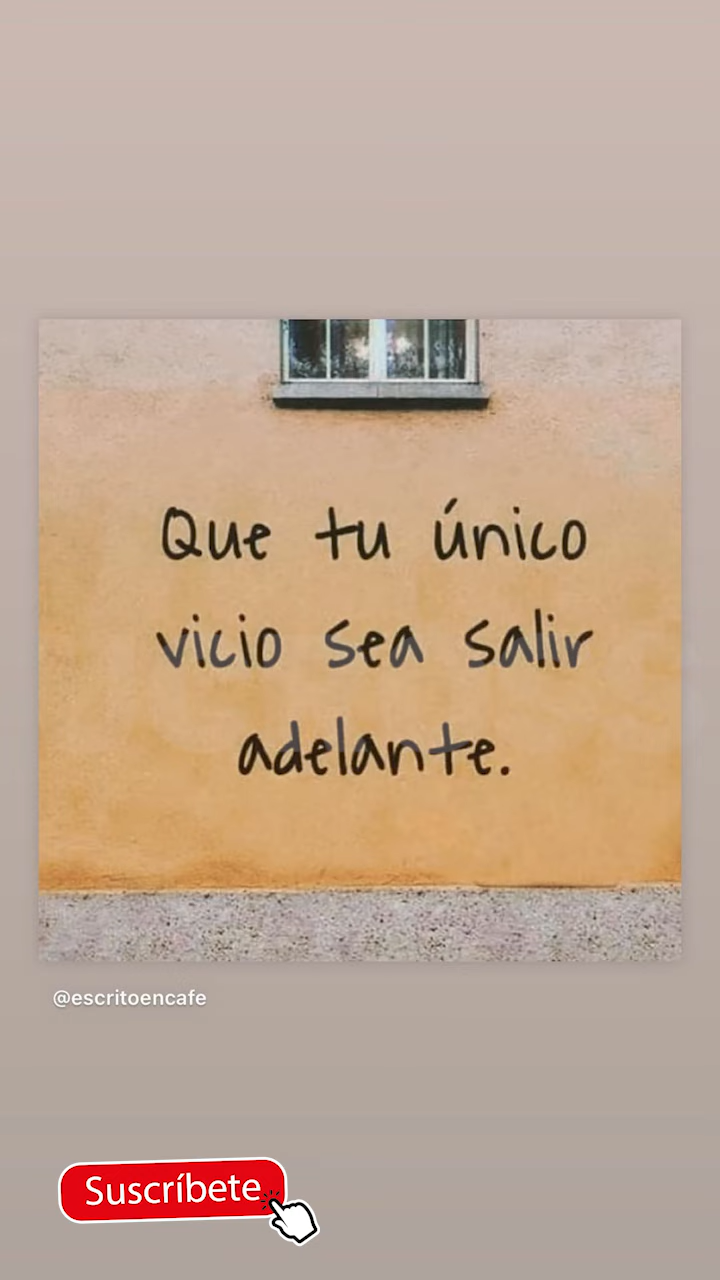 Que tu único
vicio sea salir
adelante.
@escritoencafe
Suscríbete